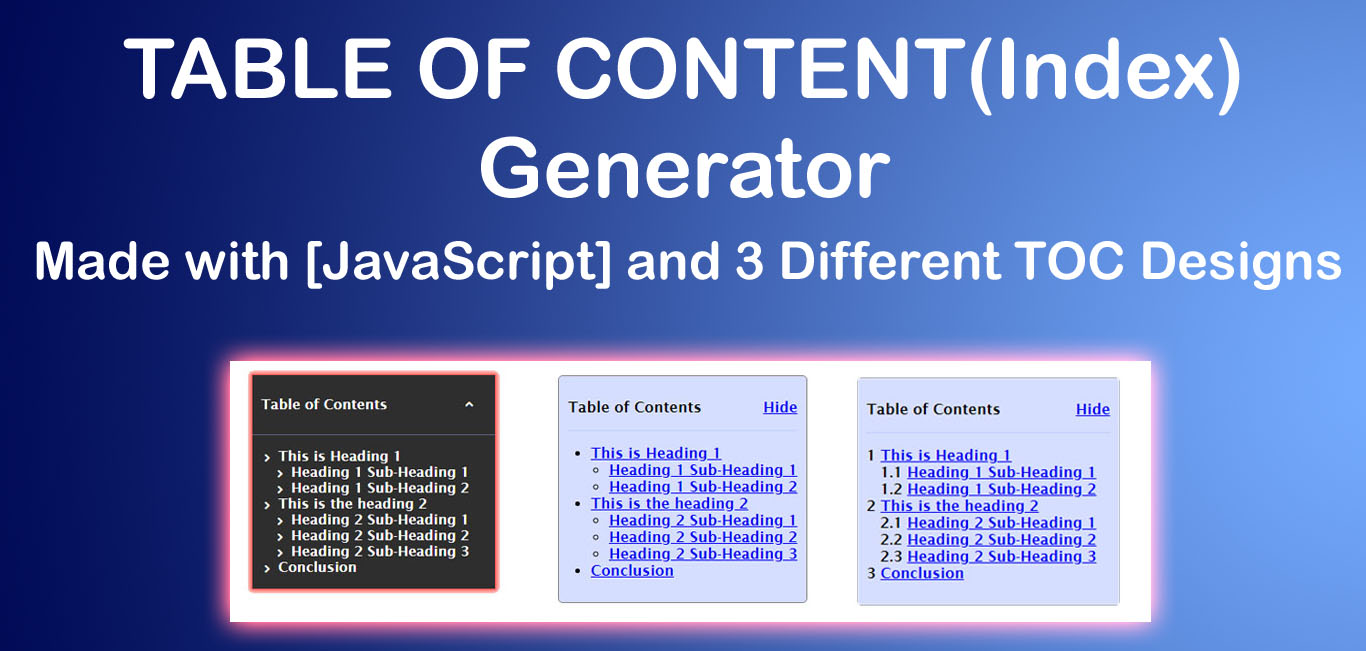 TABLE OF CONTENT(Index)
Generator
Made with [JavaScript] and 3 Different TOC Designs
Table of Contents
This is Heading 1
Heading 1 Sub-Heading 1
Heading 1 Sub-Heading 2
This is the heading 2
Heading 2 Sub-Heading 1
Heading 2 Sub-Heading 2
Heading 2 Sub-Heading 3
Conclusion
Table of Contents Hide
This is Heading 1
Heading 1 Sub-Heading 1
Heading 1 Sub-Heading 2
This is the heading 2
Heading 2 Sub-Heading 1
Heading 2 Sub-Heading 2
Heading 2 Sub-Heading 3
Conclusion
Table of Contents Hide
1 This is Heading 1
1.1 Heading 1 Sub-Heading 1
1.2 Heading 1 Sub-Heading 2
2 This is the heading 2
2.1 Heading 2 Sub-Heading 1
2.2 Heading 2 Sub-Heading 2
2.3 Heading 2 Sub-Heading 3
3 Conclusion